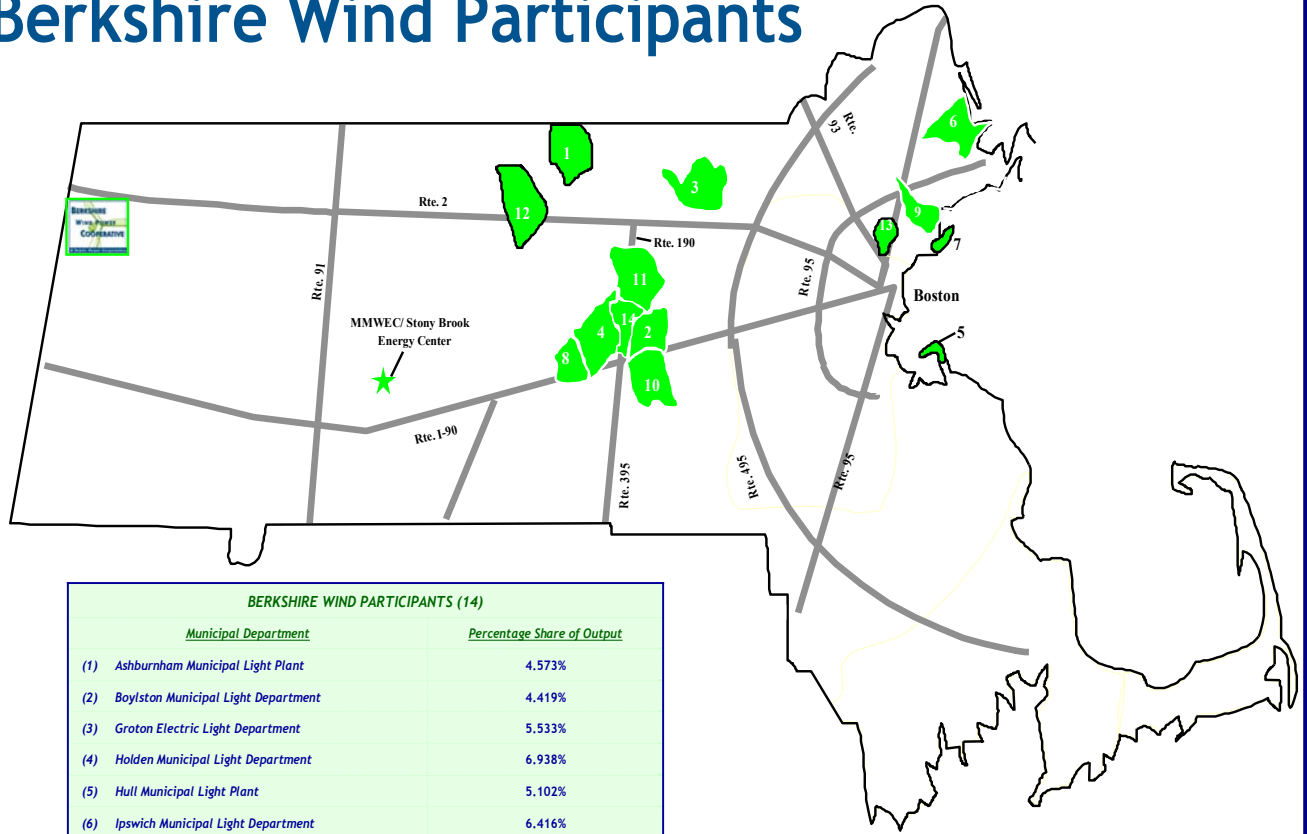 Berkshire Wind Participants
Rte.
93
6
1
3
Rte. 2
12
BERKSHIRE
WIND POWER
COOPERATIVE
9
13
7
Rte. 190
Rte. 91
11
Rte. 95
Boston
MMWEC/ Stony Brook
Energy Center
14
4
2
5
8
10
Rte. I-90
Rte. 395
Rte. 495
Rte. 95
BERKSHIRE WIND PARTICIPANTS (14)
Municipal Department Percentage Share of Output
(1) Ashburnham Municipal Light Plant 4.573%
(2) Boylston Municipal Light Department 4.419%
(3) Groton Electric Light Department 5.533%
(4) Holden Municipal Light Department 6.938%
(5) Hull Municipal Light Plant 5.102%
(6) Ipswich Municipal Light Department 6.416%